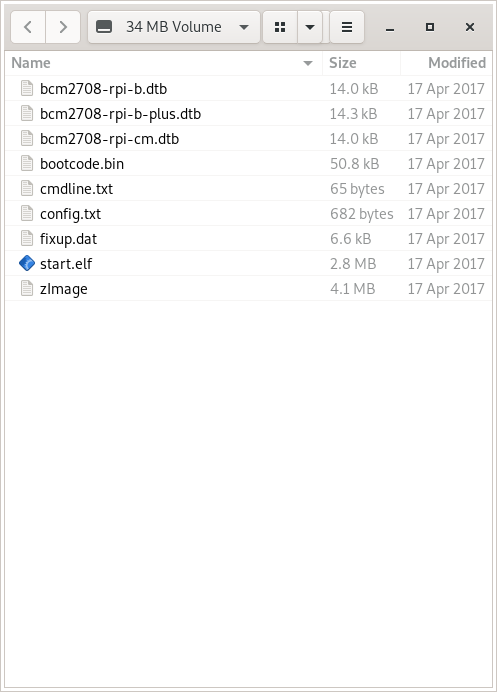 34 MB Volume
Name Size Modified
bcm2708-rpi-b.dtb 14.0 kB 17 Apr 2017
bcm2708-rpi-b-plus.dtb 14.3 kB 17 Apr 2017
bcm2708-rpi-cm.dtb 14.0 kB 17 Apr 2017
bootcode.bin 50.8 kB 17 Apr 2017
cmdline.txt 65 bytes 17 Apr 2017
config.txt 682 bytes 17 Apr 2017
fixup.dat 6.6 kB 17 Apr 2017
start.elf 2.8 MB 17 Apr 2017
zImage 4.1 MB 17 Apr 2017